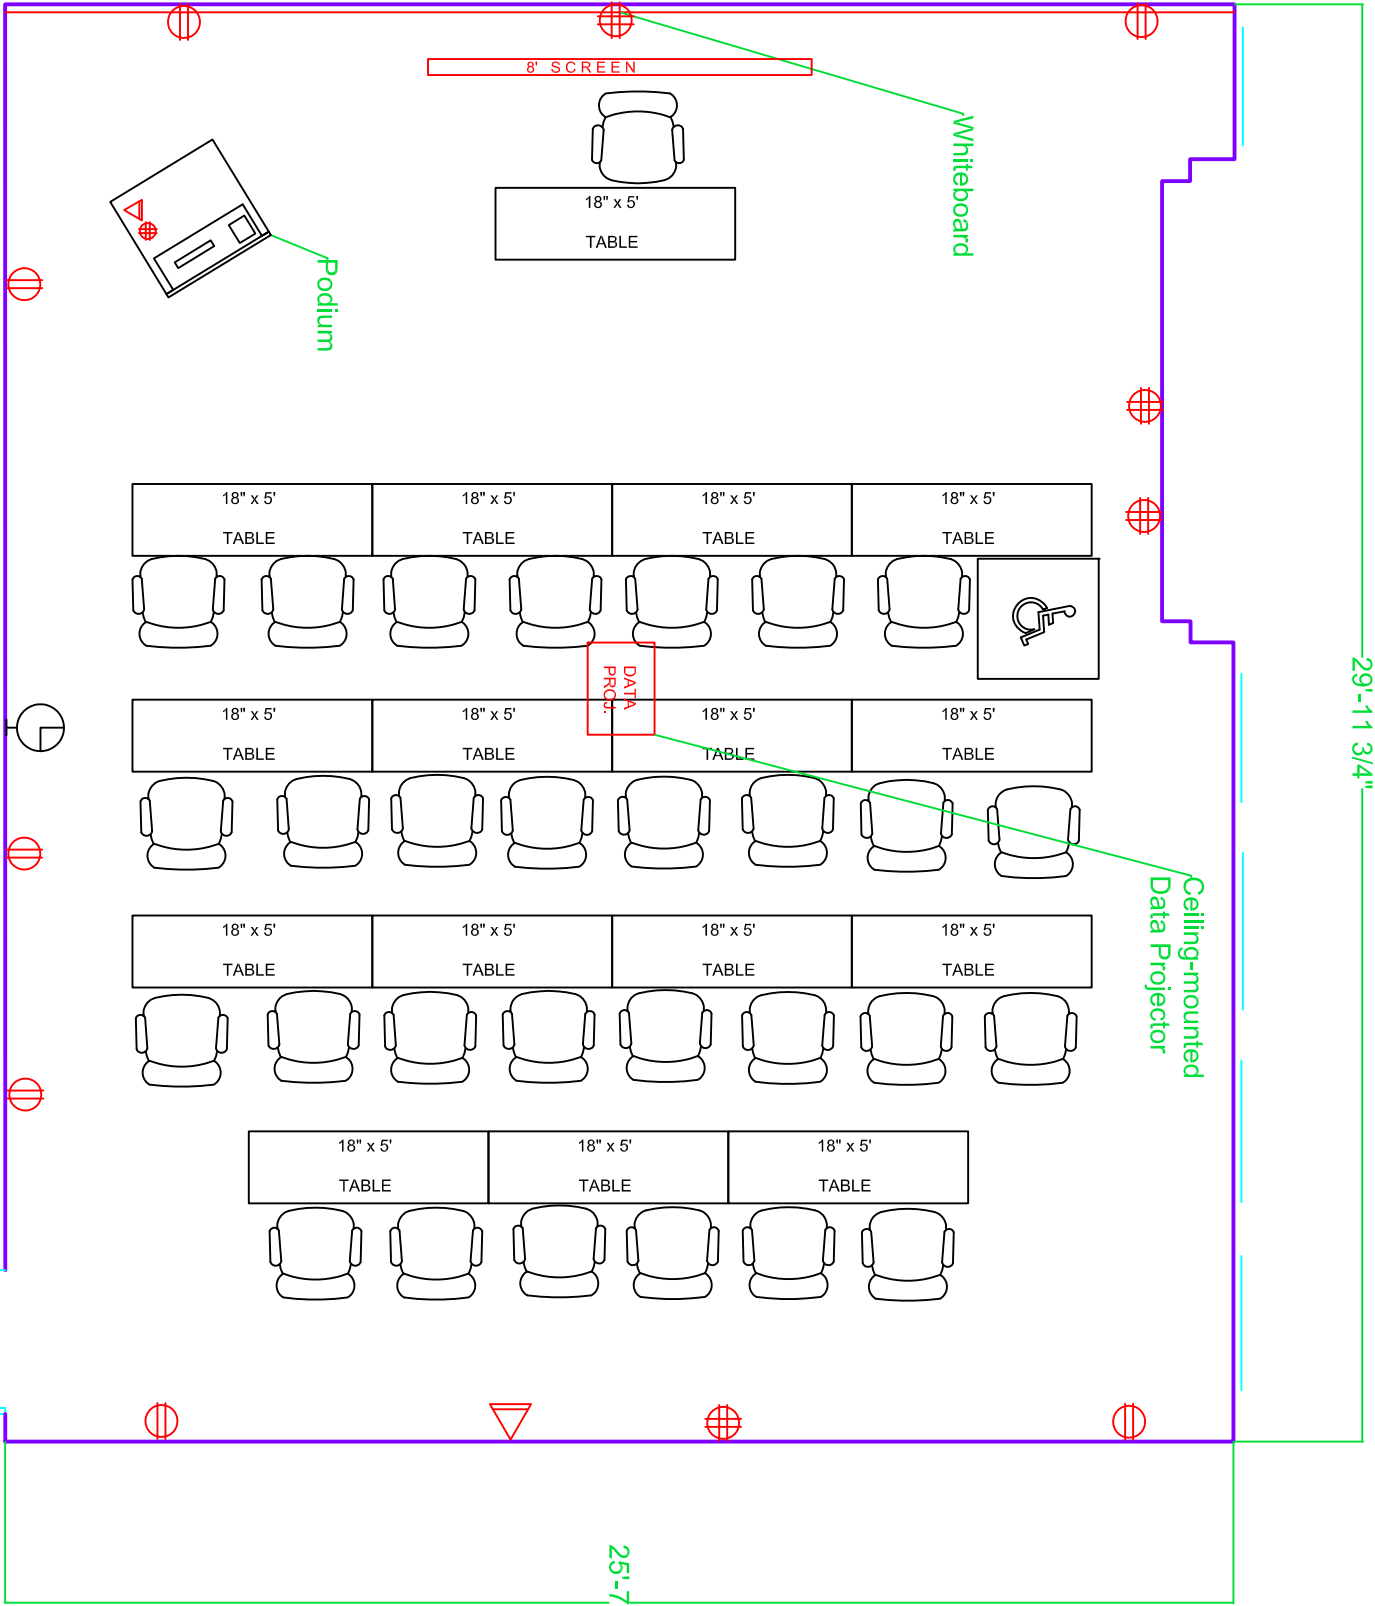 8' SCREEN
Whiteboard
18" x 5'
TABLE
Podium
18" x 5'
TABLE
18" x 5'
TABLE
18" x 5'
TABLE
18" x 5'
TABLE
DATA
PROJ.
29'-11 3/4"
18" x 5'
TABLE
18" x 5'
TABLE
18" x 5'
TABLE
18" x 5'
TABLE
Ceilling-mounted
Data Projector
18" x 5'
TABLE
18" x 5'
TABLE
18" x 5'
TABLE
18" x 5'
TABLE
18" x 5'
TABLE
18" x 5'
TABLE
18" x 5'
TABLE
25'-7